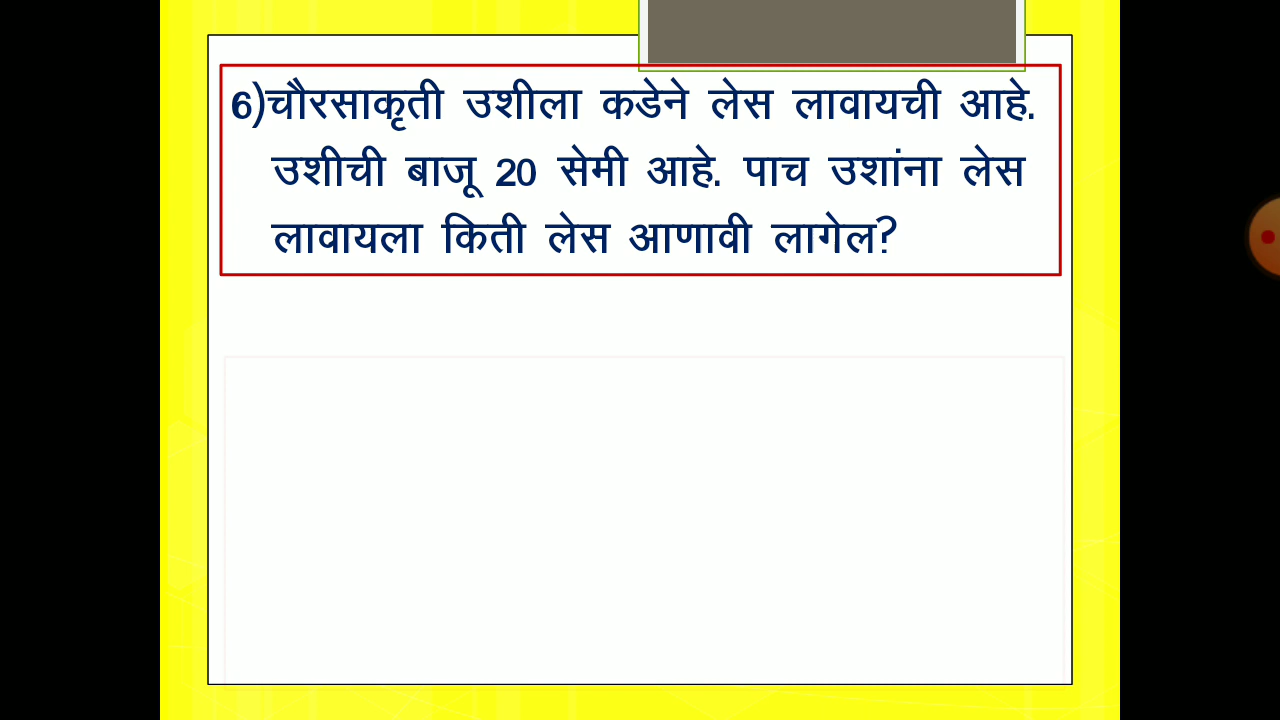 6)चौरसाकृती उशीला कडेने लेस लावायची आहे.
उशीची बाजू 20 सेमी आहे. पाच उशांना लेस
लावायला किती लेस आणावी लागेल?